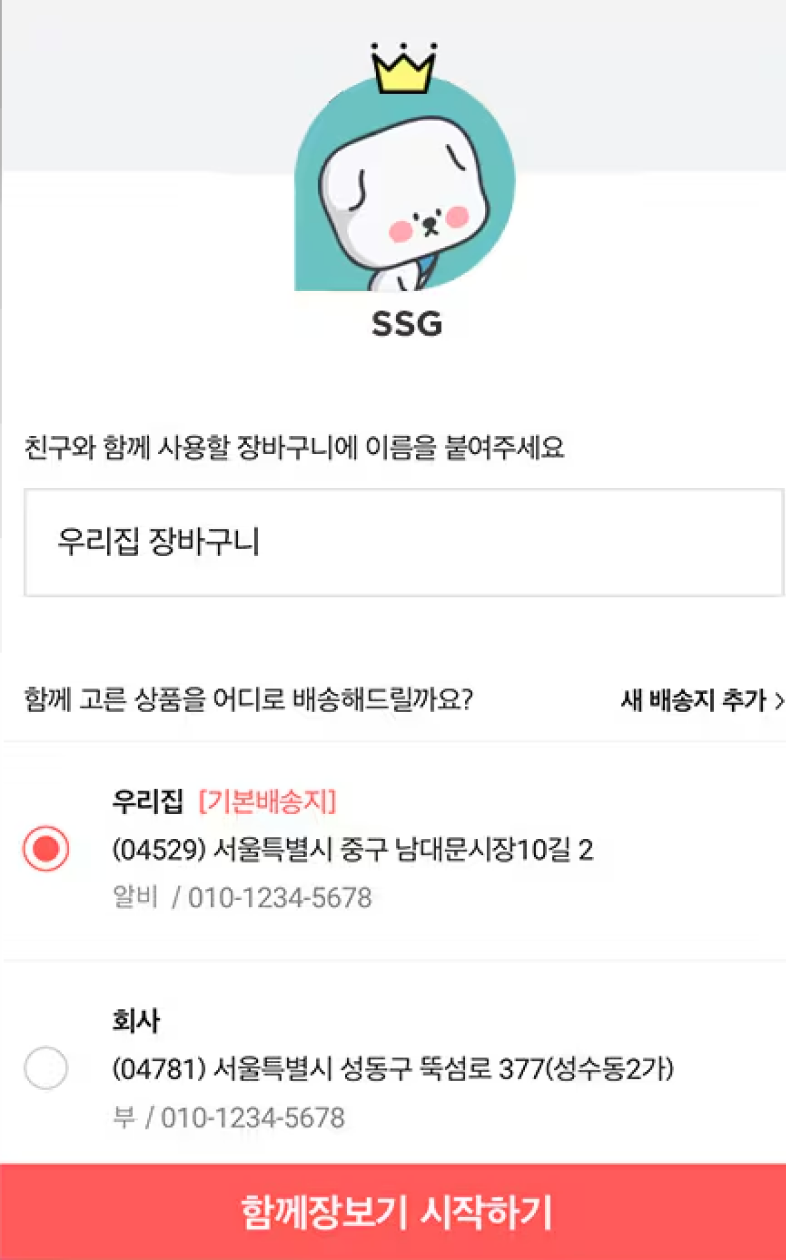 SSG
친구와 함께 사용할 장바구니에 이름을 붙여주세요
우리집 장바구니
함께 고른 상품을 어디로 배송해드릴까요? 새 배송지 추가 >
우리집 [기본배송지]
(04529) 서울특별시 중구 남대문시장10길 2
알비 / 010-1234-5678
회사
(04781) 서울특별시 성동구 뚝섬로 377(성수동2가)
부 / 010-1234-5678
함께장보기 시작하기